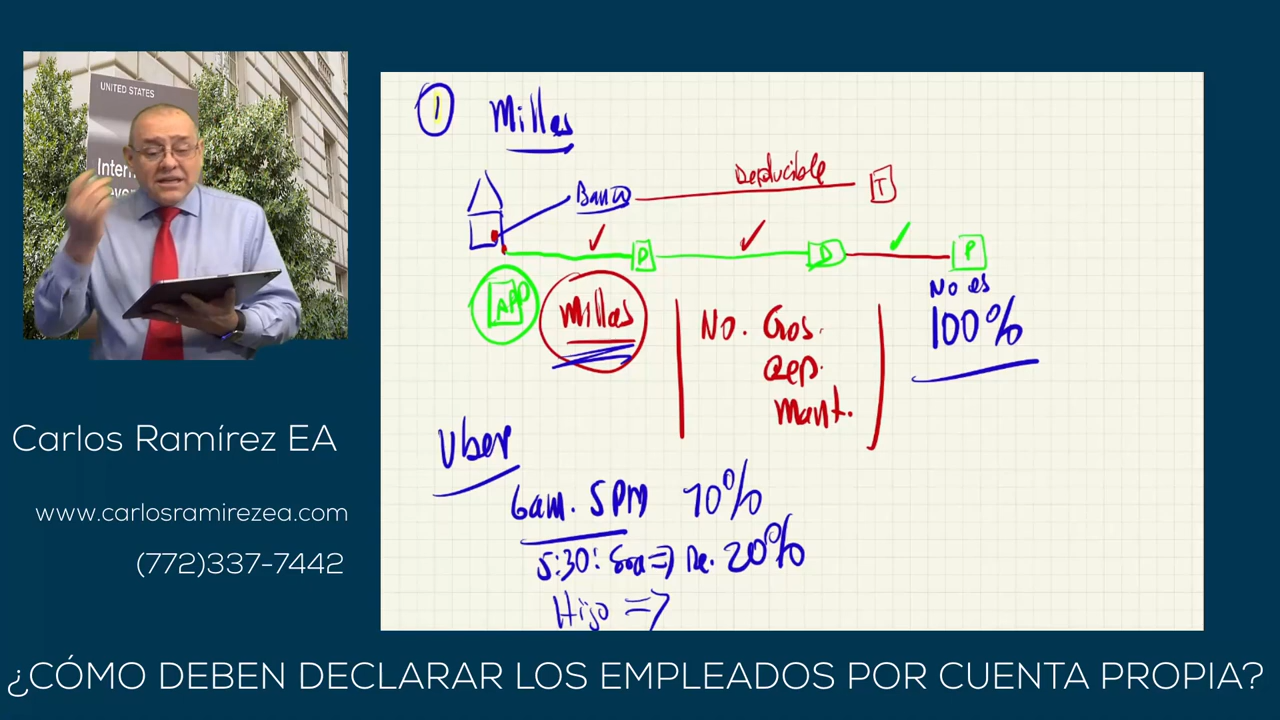 UNITED STATES
Intern
Carlos Ramírez EA
www.carlosramirezea.com
(772)337-7442
1 Millas
Banco Deducible T
D D P
APP Millas
No. Gas.
Rep.
Mant.
No es
100%
Uber
6am. 5PM 70%
5:30: De. 20%
Hijo =>
¿CÓMO DEBEN DECLARAR LOS EMPLEADOS POR CUENTA PROPIA?